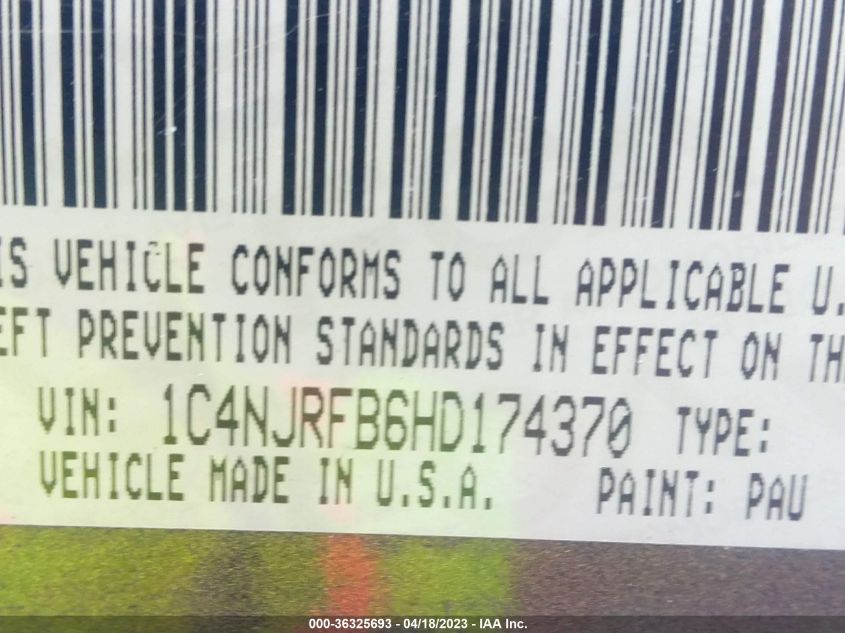 IS VEHICLE CONFORMS TO ALL APPLICABLE U.
EFT PREVENTION STANDARDS IN EFFECT ON TH
VIN: 1C4NJRFB6HD174370 TYPE:
VEHICLE MADE IN U.S.A. PAINT: PAU
000-36325693 - 04/18/2023 - IAA Inc.